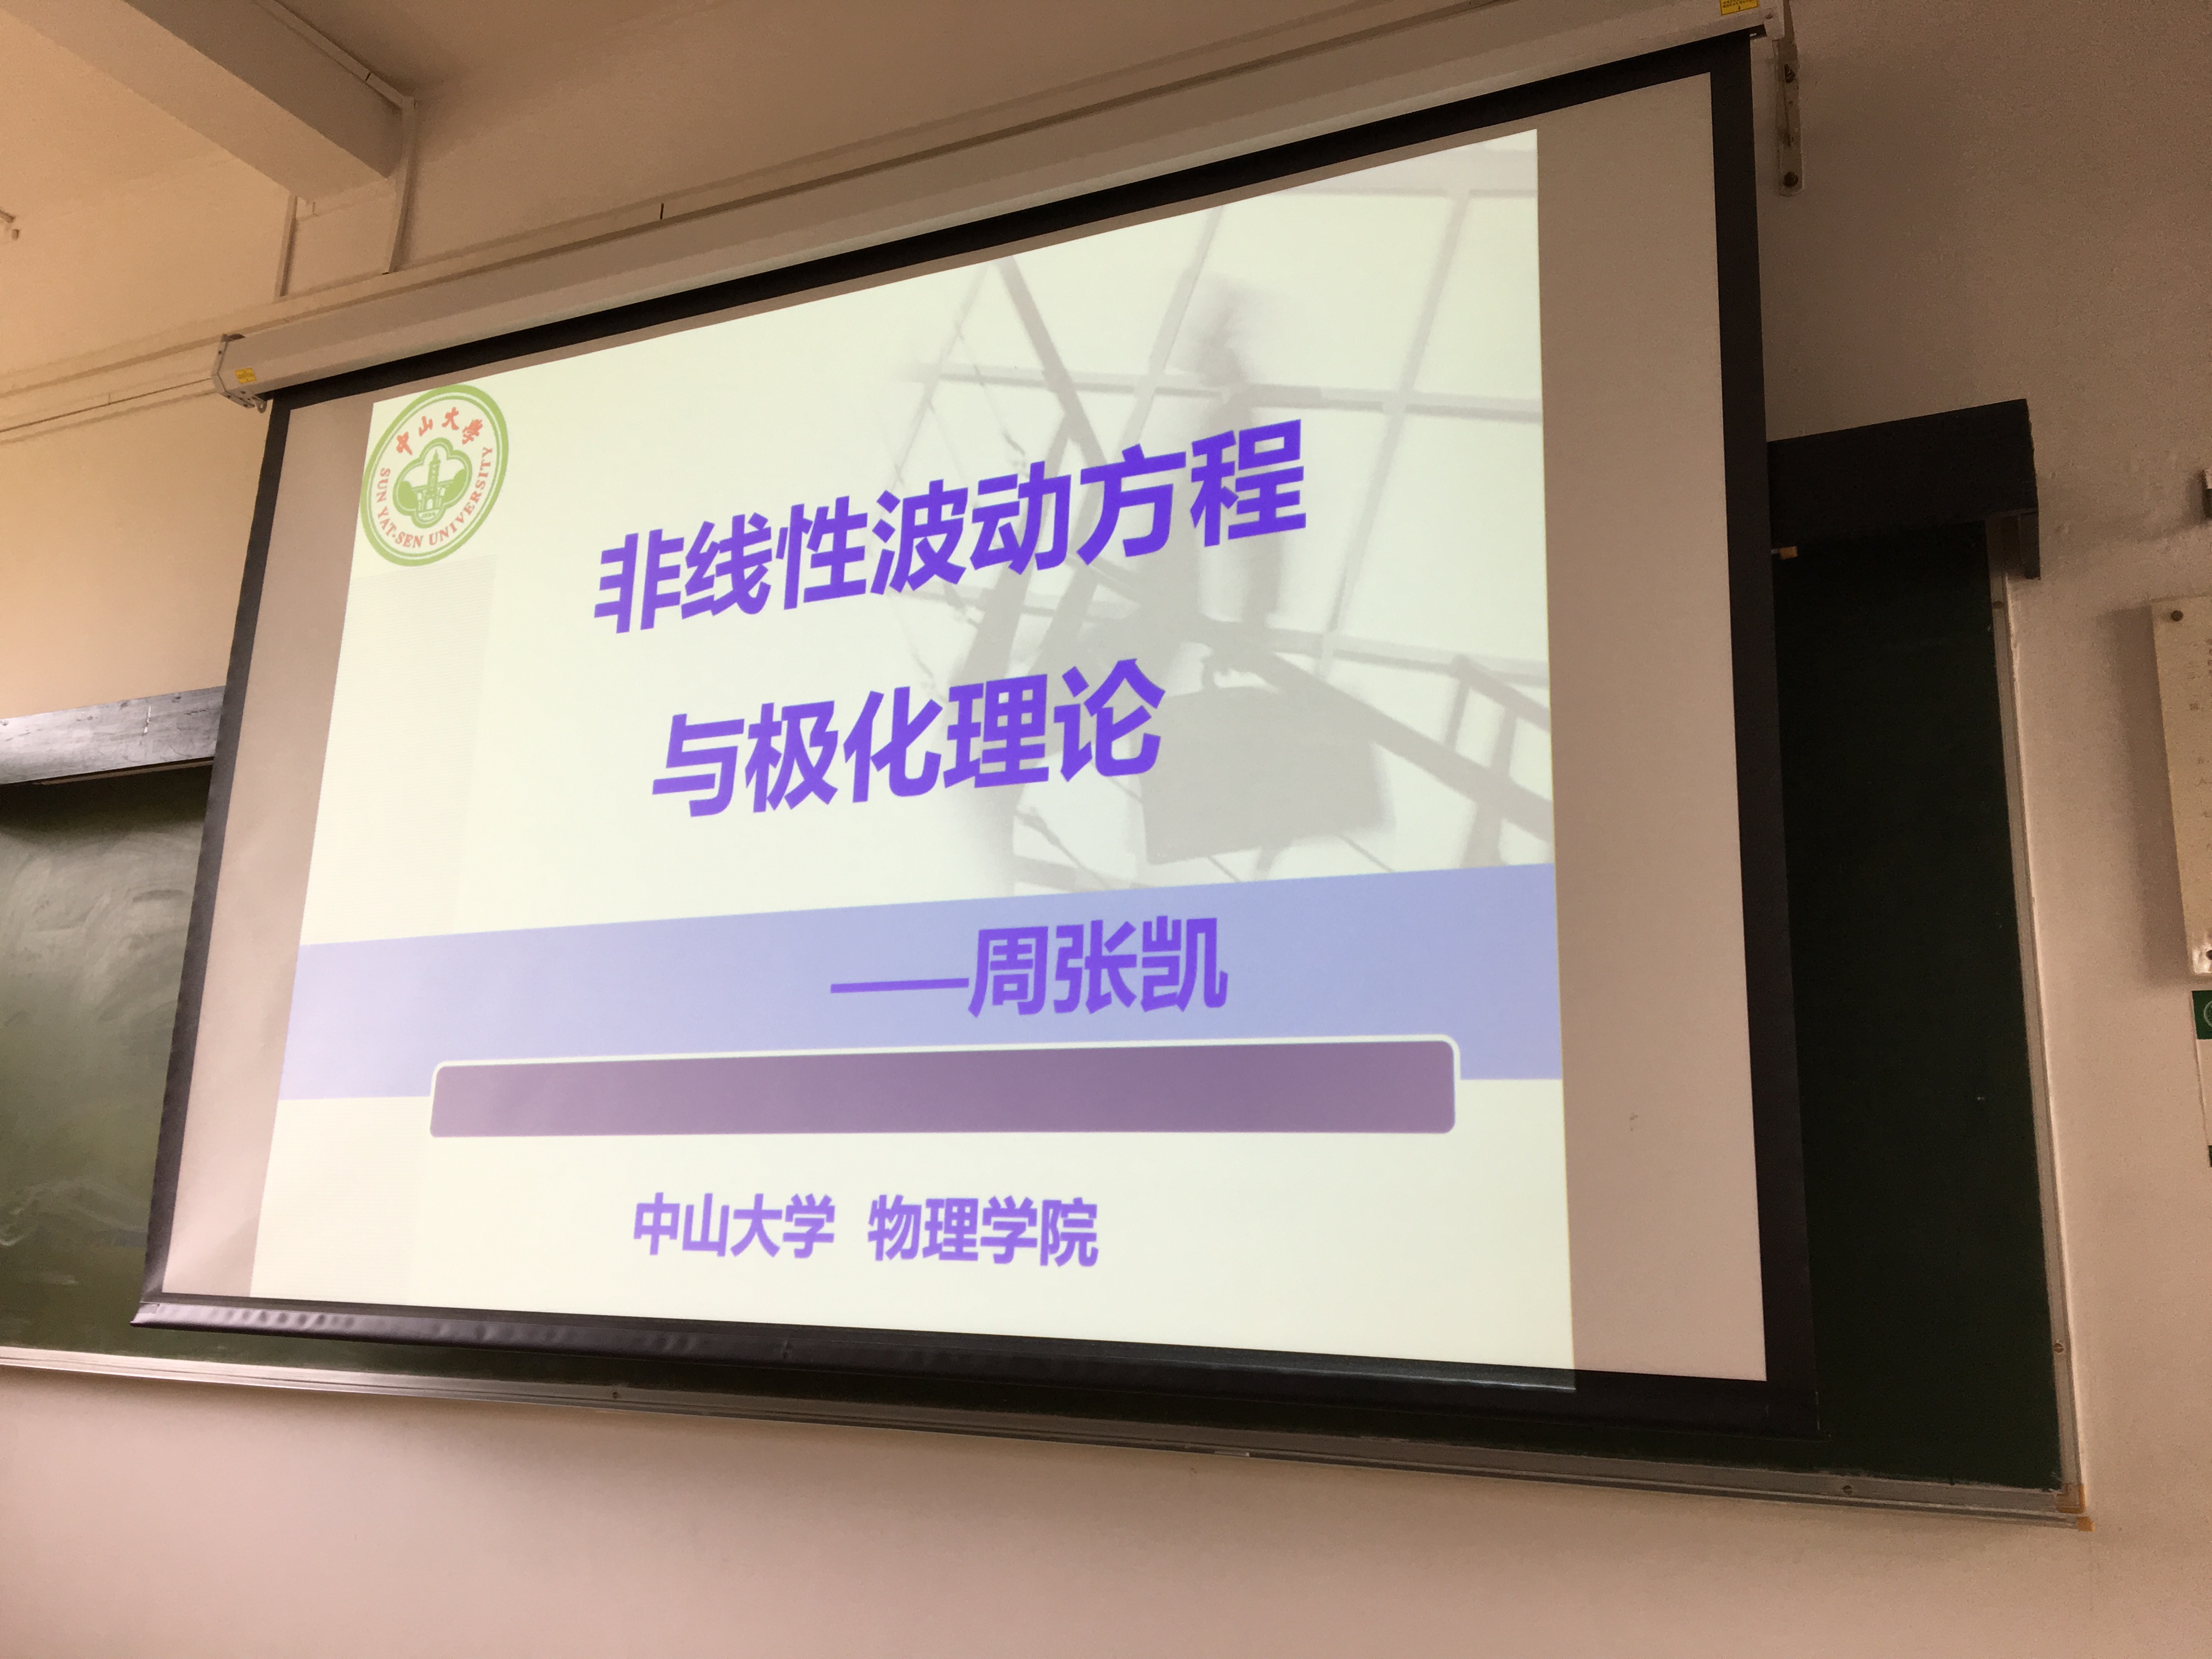 中山大學
SUN YAT-SEN UNIVERSITY
非线性波动方程
与极化理论
——周张凯
中山大学 物理学院